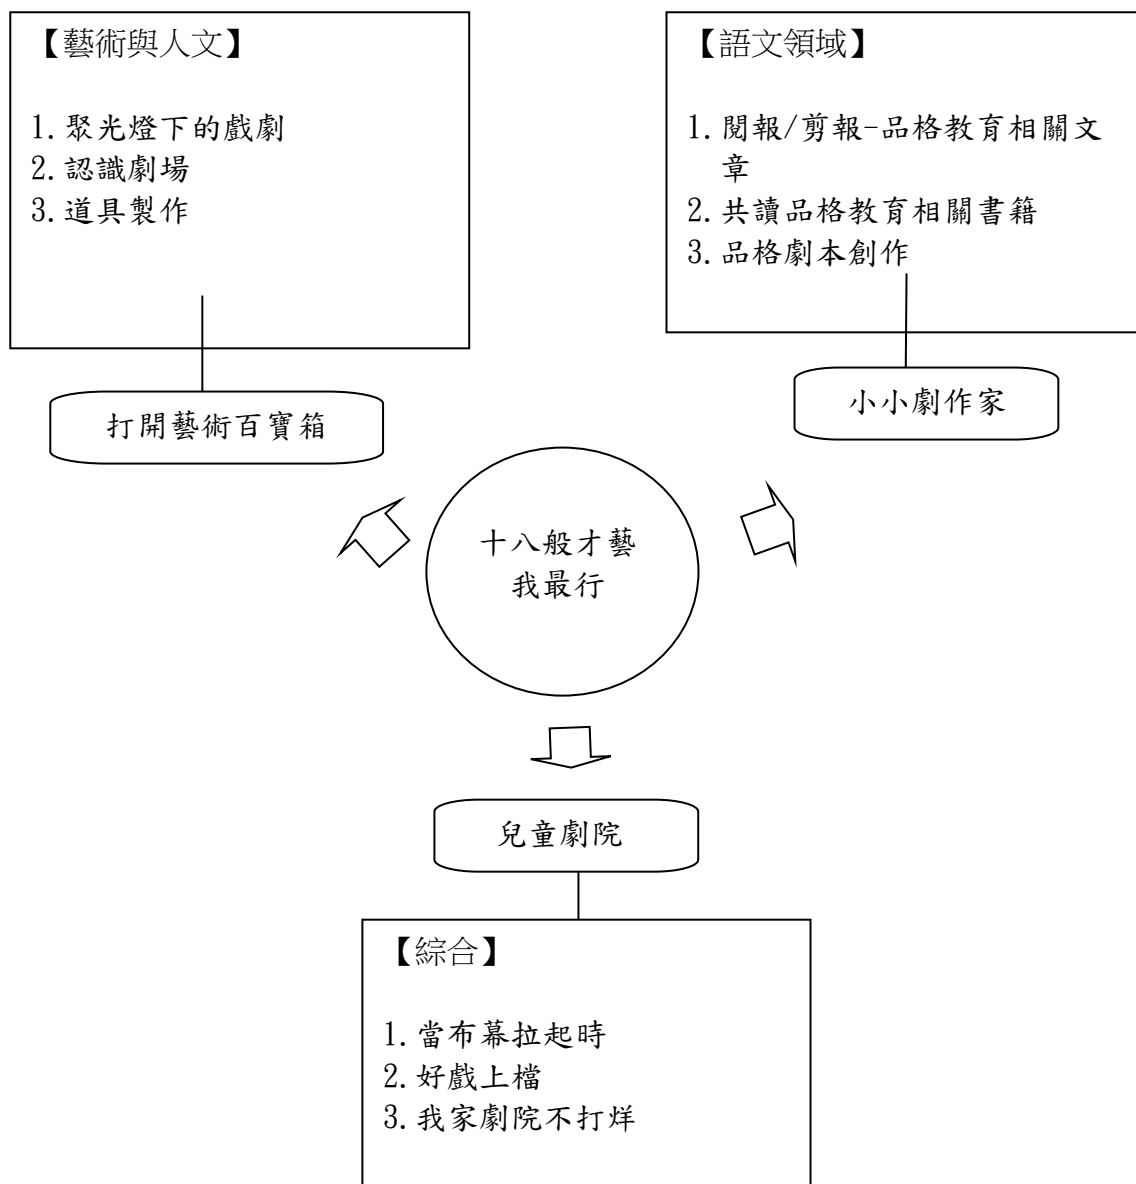 【藝術與人文】
1.聚光燈下的戲劇
2.認識劇場
3.道具製作
打開藝術百寶箱
【語文領域】
1.閱報/剪報-品格教育相關文
章
2.共讀品格教育相關書籍
3.品格劇本創作
小小劇作家
十八般才藝
我最行
兒童劇院
【綜合】
1.當布幕拉起時
2.好戲上檔
3.我家劇院不打烊